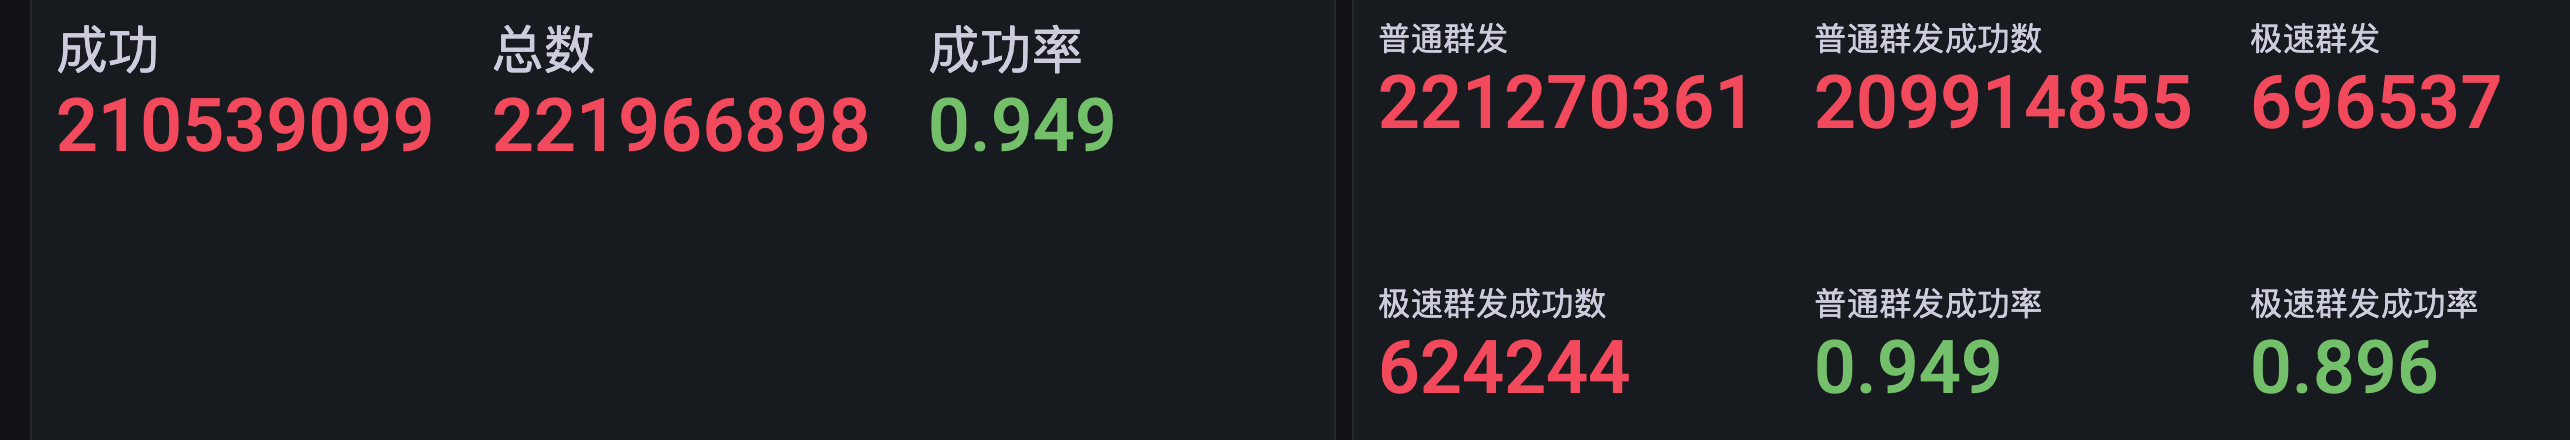 成功
210539099
总数
221966898
成功率
0.949
普通群发
221270361
普通群发成功数
209914855
极速群发
696537
极速群发成功数
624244
普通群发成功率
0.949
极速群发成功率
0.896